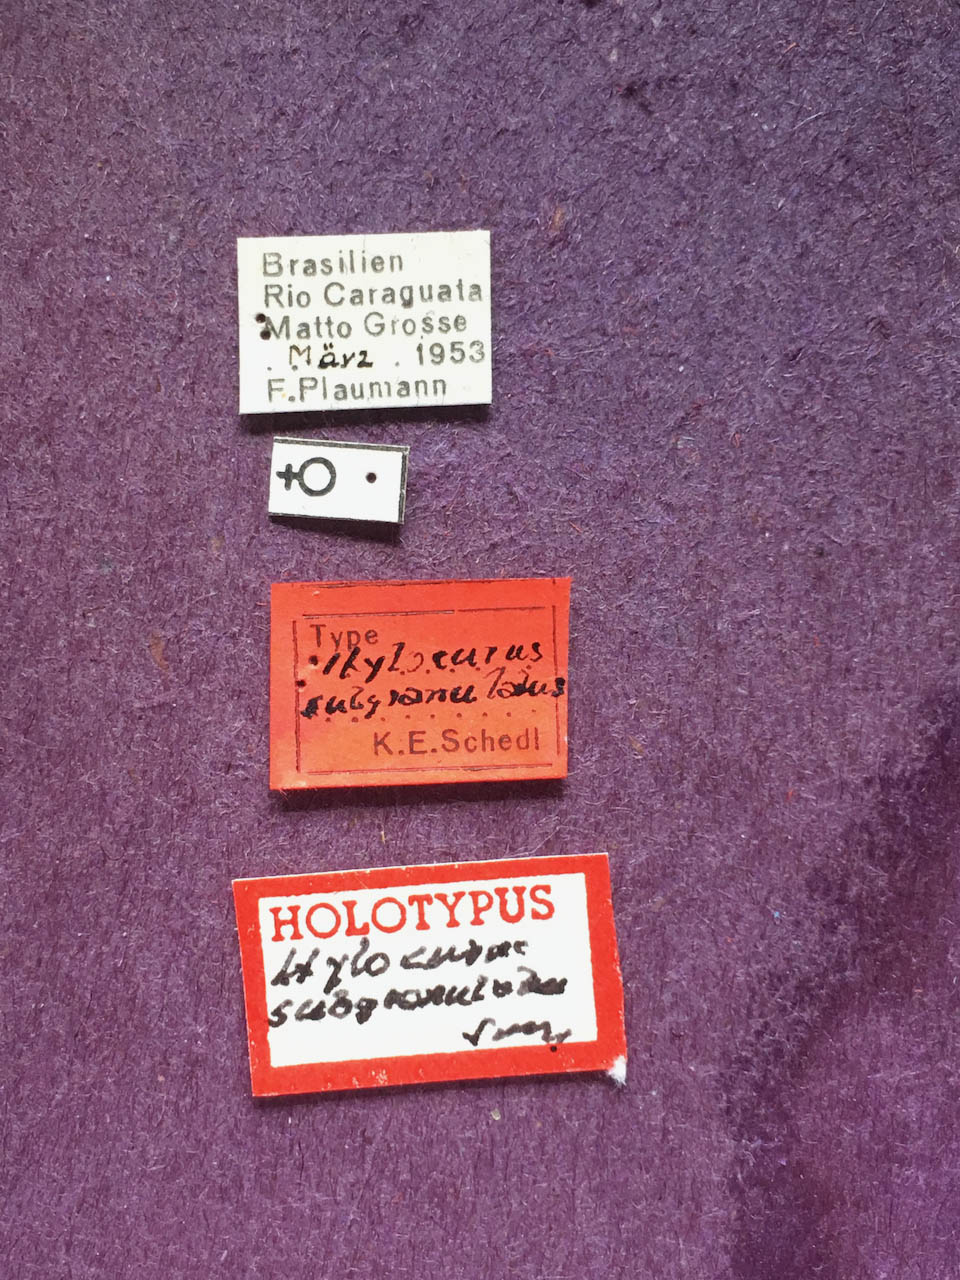 Brasilien
Rio Caraguata
Matto Grosse
. März . 1953
F.Plaumann
♀
Type
Hylocurus
subgranulatus
K.E.Schedl
HOLOTYPUS
Hylocurus
subgranulatus